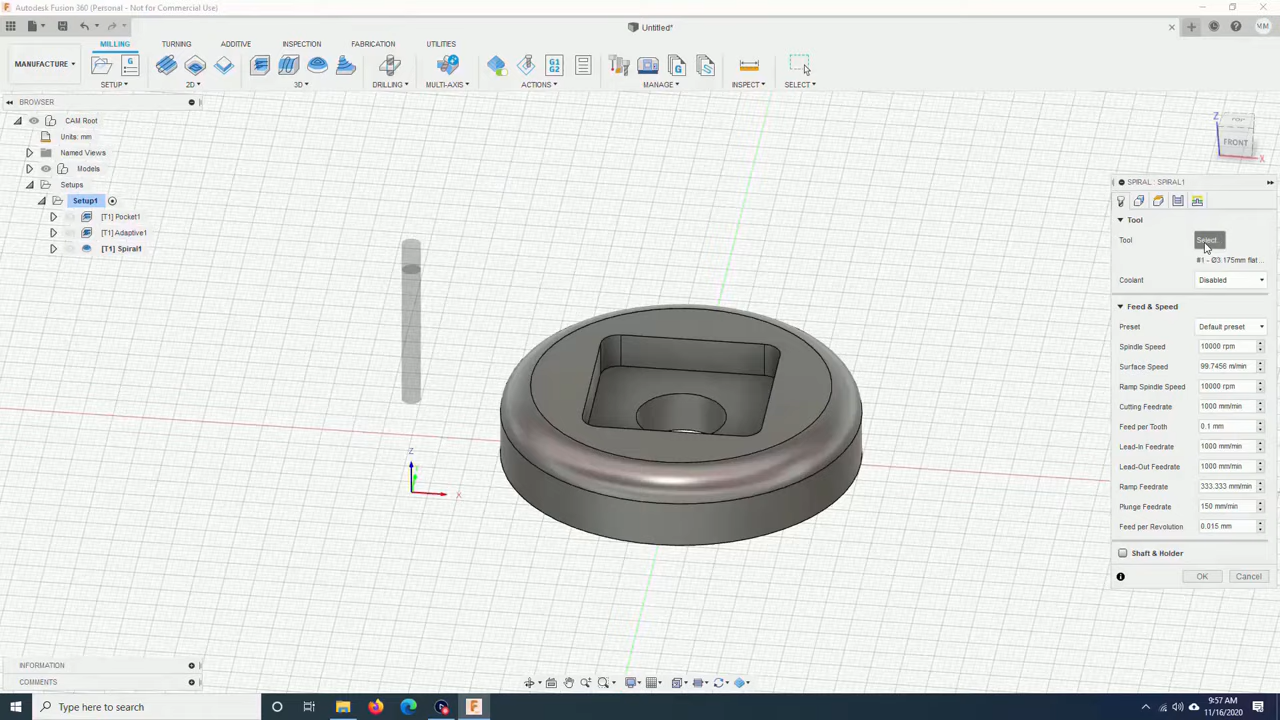 Autodesk Fusion 360 (Personal - Not for Commercial Use)
Untitled*
MM
MILLING TURNING ADDITIVE INSPECTION FABRICATION UTILITIES
MANUFACTURE
G1
G2
SETUP 2D 3D DRILLING MULTI-AXIS ACTIONS MANAGE INSPECT SELECT
BROWSER
CAM Root
Units: mm
Named Views
Models
Setups
Setup1
[T1] Pocket1
[T1] Adaptive1
[T1] Spiral1
Z
TOP
FRONT
X
Z
X
SPIRAL : SPIRAL1
Tool
Tool Select...
#1 - Ø3.175mm flat ...
Coolant Disabled
Feed & Speed
Preset Default preset
Spindle Speed 10000 rpm
Surface Speed 99.7456 m/min
Ramp Spindle Speed 10000 rpm
Cutting Feedrate 1000 mm/min
Feed per Tooth 0.1 mm
Lead-In Feedrate 1000 mm/min
Lead-Out Feedrate 1000 mm/min
Ramp Feedrate 333.333 mm/min
Plunge Feedrate 150 mm/min
Feed per Revolution 0.015 mm
Shaft & Holder
OK Cancel
INFORMATION
COMMENTS
Type here to search
9:57 AM
11/16/2020